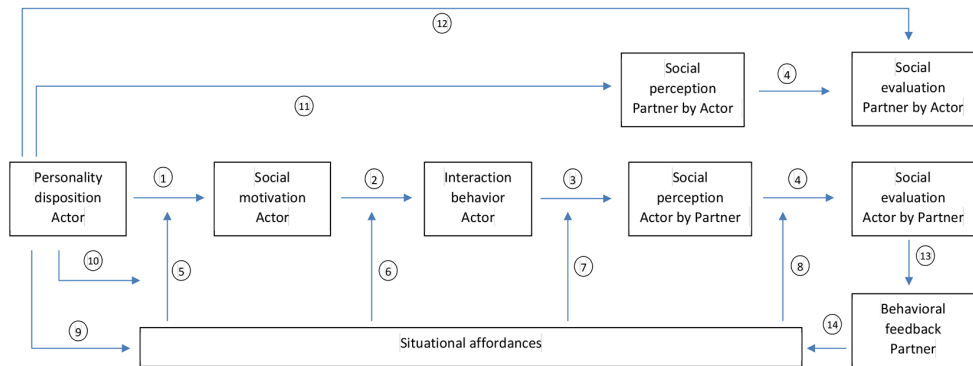 12
Social
perception
Partner by Actor
4
Social
evaluation
Partner by Actor
11
Personality
disposition
Actor
1
Social
motivation
Actor
2
Interaction
behavior
Actor
3
Social
perception
Actor by Partner
4
Social
evaluation
Actor by Partner
10
5
6
7
8
13
9
Situational affordances
14
Behavioral
feedback
Partner